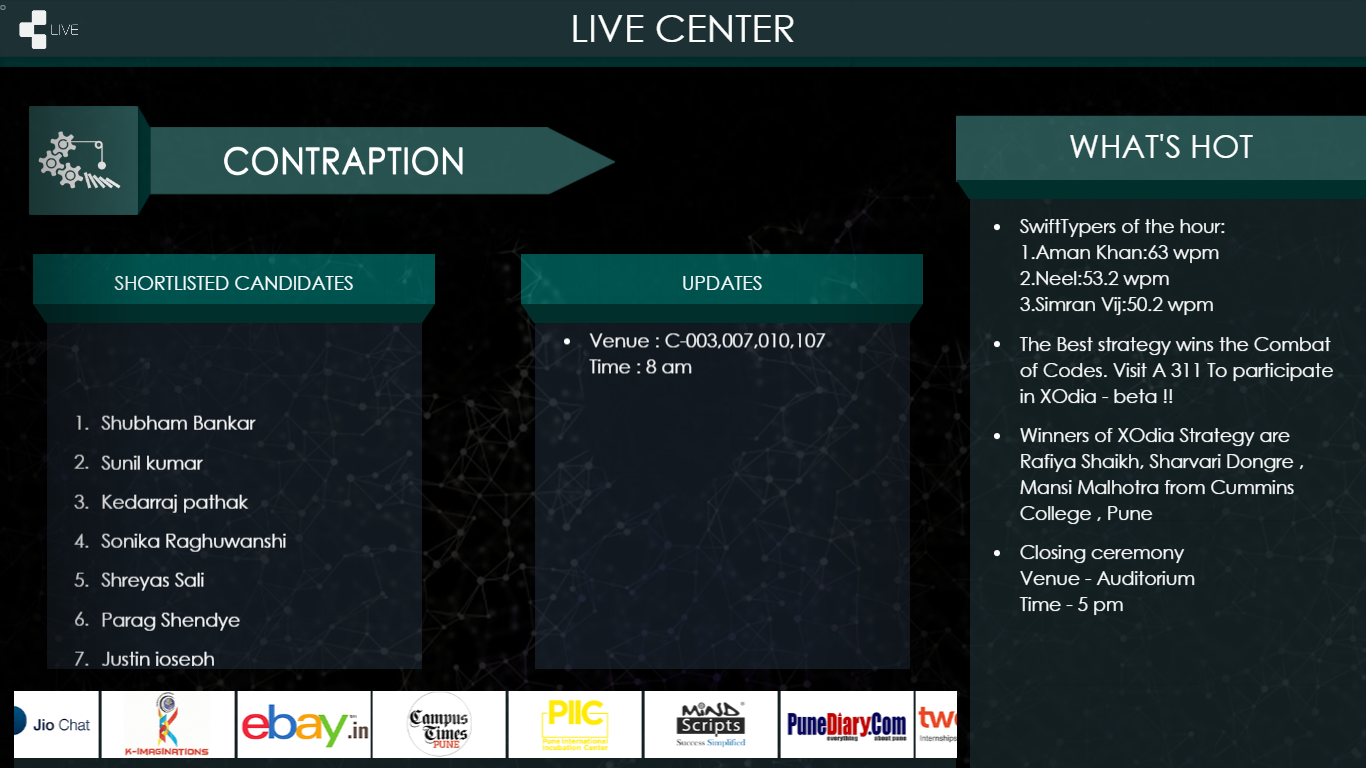 LIVE
LIVE CENTER
CONTRAPTION
SHORTLISTED CANDIDATES
1. Shubham Bankar
2. Sunil kumar
3. Kedarraj pathak
4. Sonika Raghuwanshi
5. Shreyas Sali
6. Parag Shendye
7. Justin joseph
UPDATES
• Venue : C-003,007,010,107
Time : 8 am
WHAT'S HOT
• SwiftTypers of the hour:
1.Aman Khan:63 wpm
2.Neel:53.2 wpm
3.Simran Vij:50.2 wpm
• The Best strategy wins the Combat
of Codes. Visit A 311 To participate
in XOdia - beta !!
• Winners of XOdia Strategy are
Rafiya Shaikh, Sharvari Dongre ,
Mansi Malhotra from Cummins
College , Pune
• Closing ceremony
Venue - Auditorium
Time - 5 pm
Jio Chat
K-IMAGINATIONS
ebay.in
Campus
Times
PUNE
PIIC
Pune International
Incubation Center
MiND
Scripts
Success Simplified
PuneDiary.Com
everything about pune
Internships